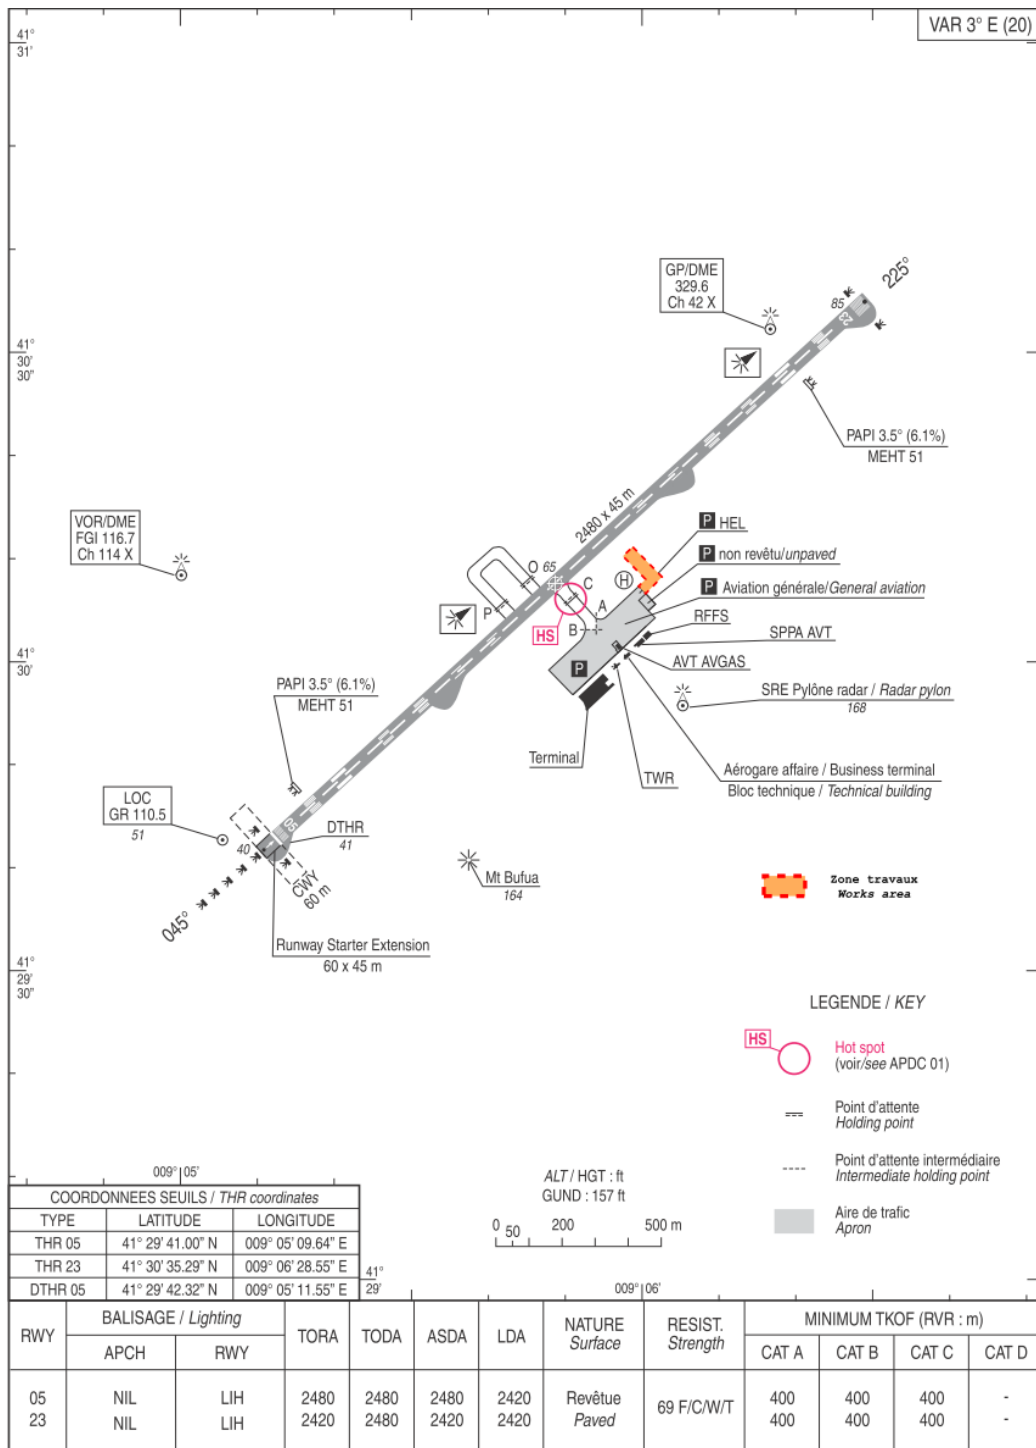 VAR 3° E (20)
41°
31'
GP/DME
329.6
Ch 42 X
225°
85
23
41°
30'
30"
PAPI 3.5° (6.1%)
MEHT 51
2480 x 45 m
VOR/DME
FGI 116.7
Ch 114 X
P HEL
P non revêtu/unpaved
P Aviation générale/General aviation
O
65
C
H
P
A
B
HS
RFFS
SPPA AVT
AVT AVGAS
41°
30'
P
PAPI 3.5° (6.1%)
MEHT 51
SRE Pylône radar / Radar pylon
168
Terminal
TWR
Aérogare affaire / Business terminal
Bloc technique / Technical building
LOC
GR 110.5
51
05
DTHR
41
40
CWY
60 m
Mt Bufua
164
045°
Zone travaux
Works area
Runway Starter Extension
60 x 45 m
41°
29'
30"
LEGENDE / KEY
HS
Hot spot
(voir/see APDC 01)
Point d'attente
Holding point
Point d'attente intermédiaire
Intermediate holding point
Aire de trafic
Apron
009° 05'
ALT / HGT : ft
GUND : 157 ft
0 50 200 500 m
41°
29'
009° 06'
COORDONNEES SEUILS / THR coordinates
TYPE LATITUDE LONGITUDE
THR 05 41° 29' 41.00" N 009° 05' 09.64" E
THR 23 41° 30' 35.29" N 009° 06' 28.55" E
DTHR 05 41° 29' 42.32" N 009° 05' 11.55" E
RWY BALISAGE / Lighting TORA TODA ASDA LDA NATURE RESIST. MINIMUM TKOF (RVR : m)
Surface Strength
APCH RWY CAT A CAT B CAT C CAT D
05 NIL LIH 2480 2480 2480 2420 Revêtue 69 F/C/W/T 400 400 400 -
23 NIL LIH 2420 2480 2420 2420 Paved 400 400 400 -